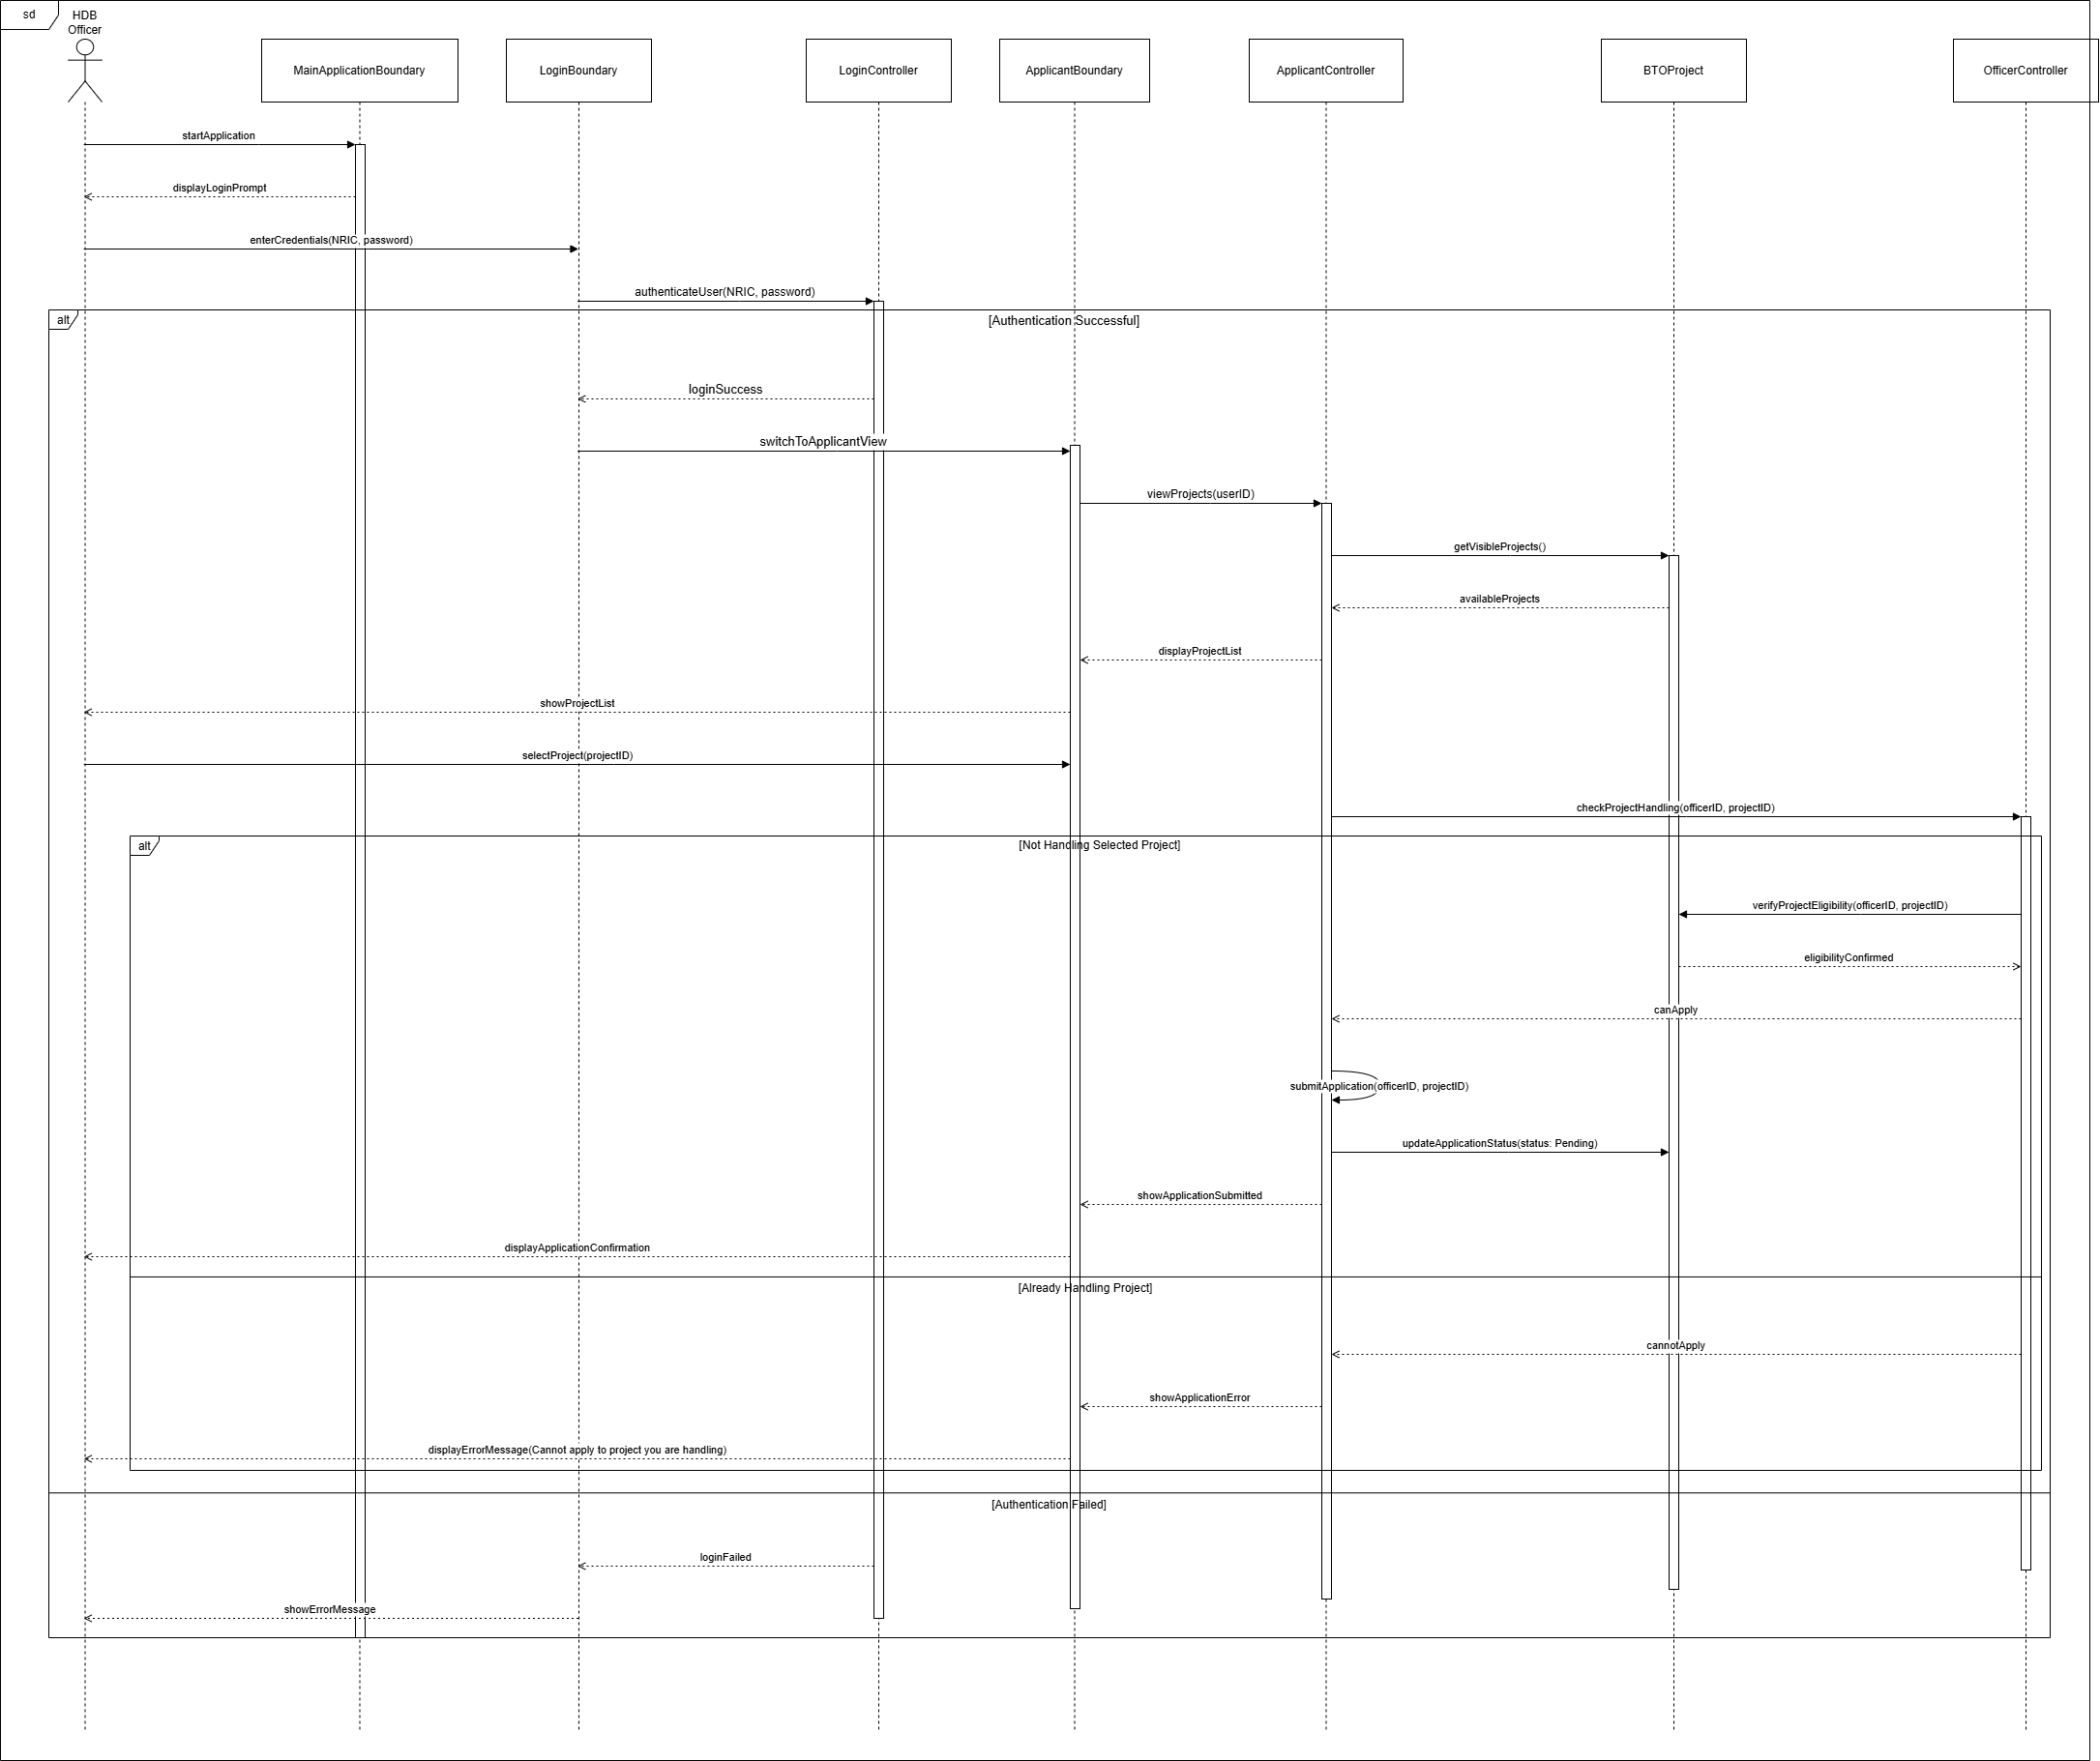 sd
HDB
Officer
MainApplicationBoundary
LoginBoundary
LoginController
ApplicantBoundary
ApplicantController
BTOProject
OfficerController
startApplication
displayLoginPrompt
enterCredentials(NRIC, password)
authenticateUser(NRIC, password)
alt
[Authentication Successful]
loginSuccess
switchToApplicantView
viewProjects(userID)
getVisibleProjects()
availableProjects
displayProjectList
showProjectList
selectProject(projectID)
checkProjectHandling(officerID, projectID)
alt
[Not Handling Selected Project]
verifyProjectEligibility(officerID, projectID)
eligibilityConfirmed
canApply
submitApplication(officerID, projectID)
updateApplicationStatus(status: Pending)
showApplicationSubmitted
displayApplicationConfirmation
[Already Handling Project]
cannotApply
showApplicationError
displayErrorMessage(Cannot apply to project you are handling)
[Authentication Failed]
loginFailed
showErrorMessage